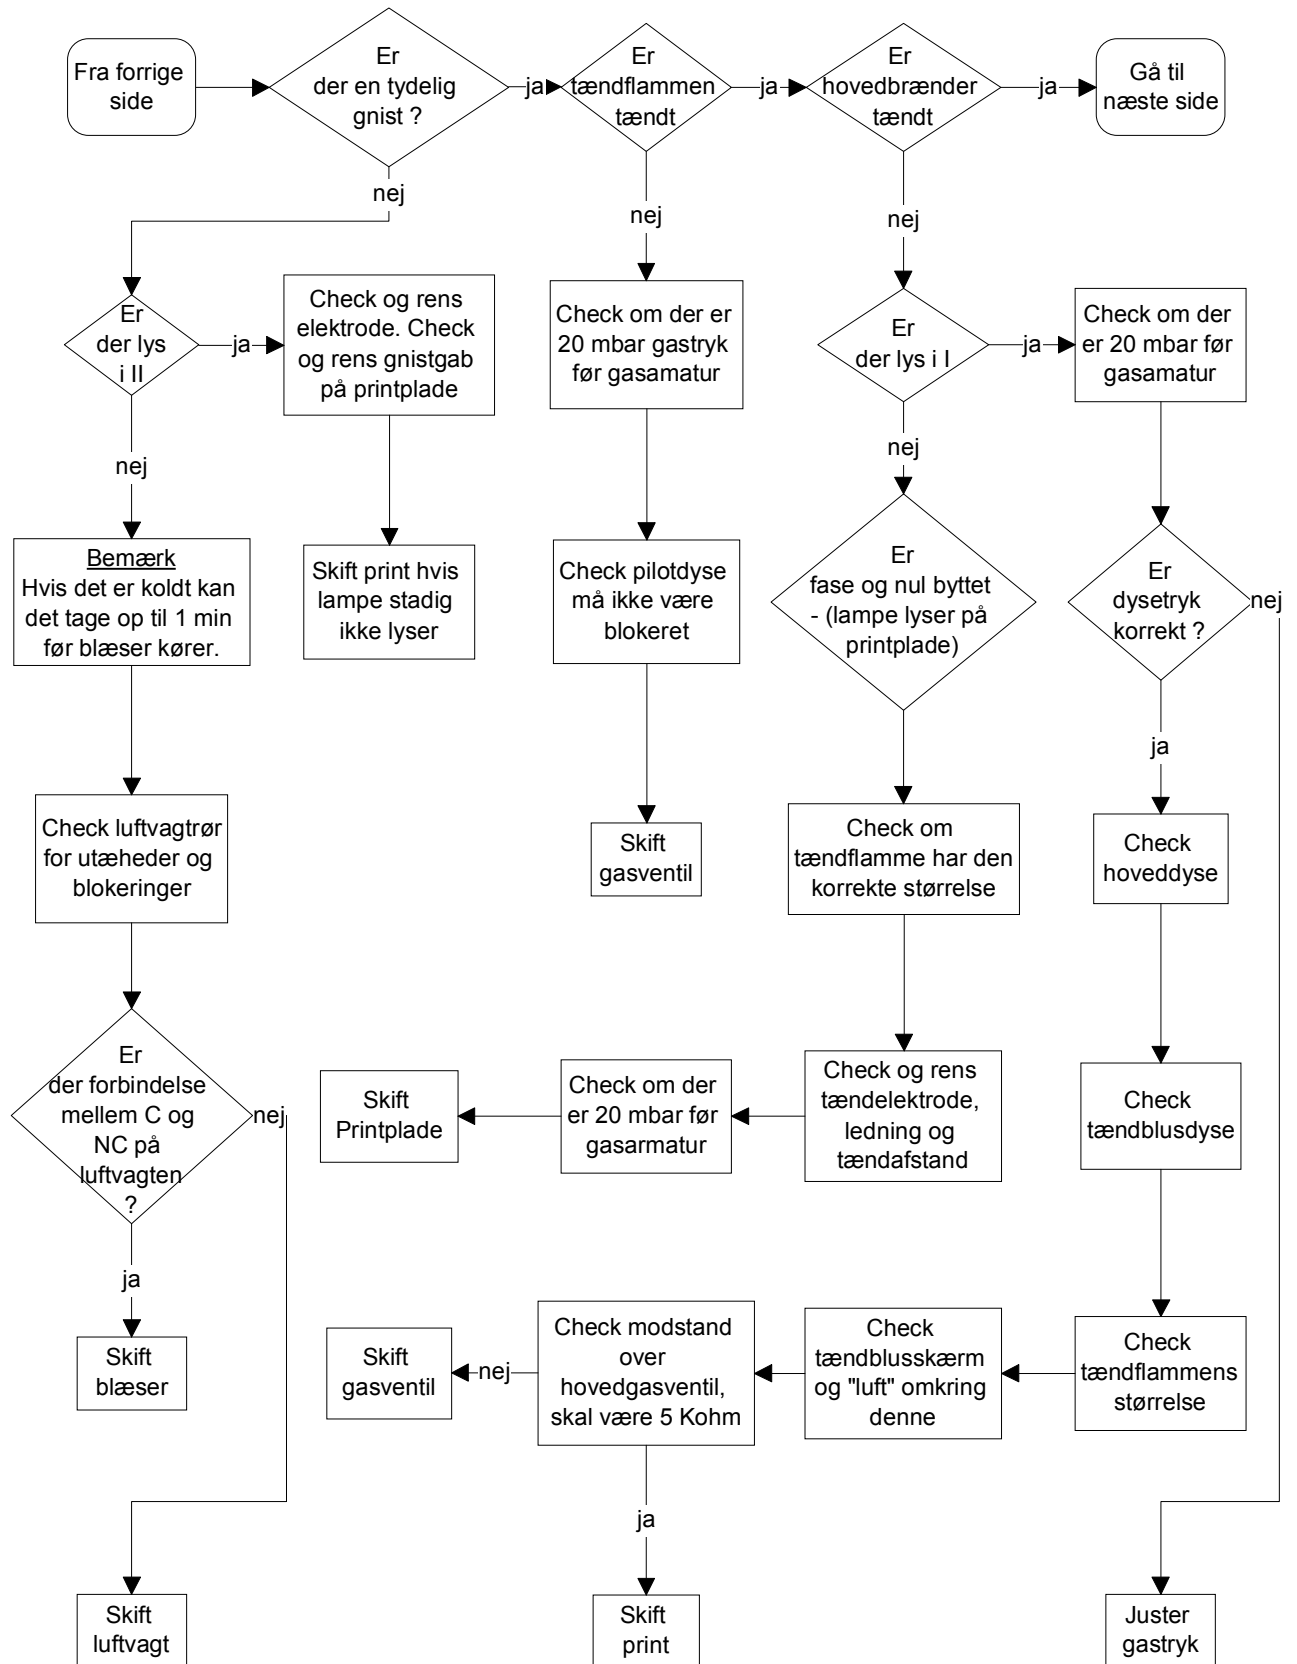 Fra forrige
side
Er
der en tydelig
gnist ?
ja
Er
tændflammen
tændt
ja
Er
hovedbrænder
tændt
ja
Gå til
næste side
nej
nej
nej
Er
der lys
i II
ja
Check og rens
elektrode. Check
og rens gnistgab
på printplade
Check om der er
20 mbar gastryk
før gasamatur
Er
der lys i I
ja
Check om der
er 20 mbar før
gasamatur
nej
nej
Bemærk
Hvis det er koldt kan
det tage op til 1 min
før blæser kører.
Skift print hvis
lampe stadig
ikke lyser
Check pilotdyse
må ikke være
blokeret
Er
fase og nul byttet
- (lampe lyser på
printplade)
Er
dysetryk
korrekt ?
nej
ja
Check luftvagtrør
for utæheder og
blokeringer
Skift
gasventil
Check om
tændflamme har den
korrekte størrelse
Check
hoveddyse
Er
der forbindelse
mellem C og
NC på
luftvagten
?
nej
Skift
Printplade
Check om der
er 20 mbar før
gasarmatur
Check og rens
tændelektrode,
ledning og
tændafstand
Check
tændblusdyse
ja
Skift
blæser
Skift
gasventil
nej
Check modstand
over
hovedgasventil,
skal være 5 Kohm
Check
tændblusskærm
og "luft" omkring
denne
Check
tændflammens
størrelse
ja
Skift
luftvagt
Skift
print
Juster
gastryk